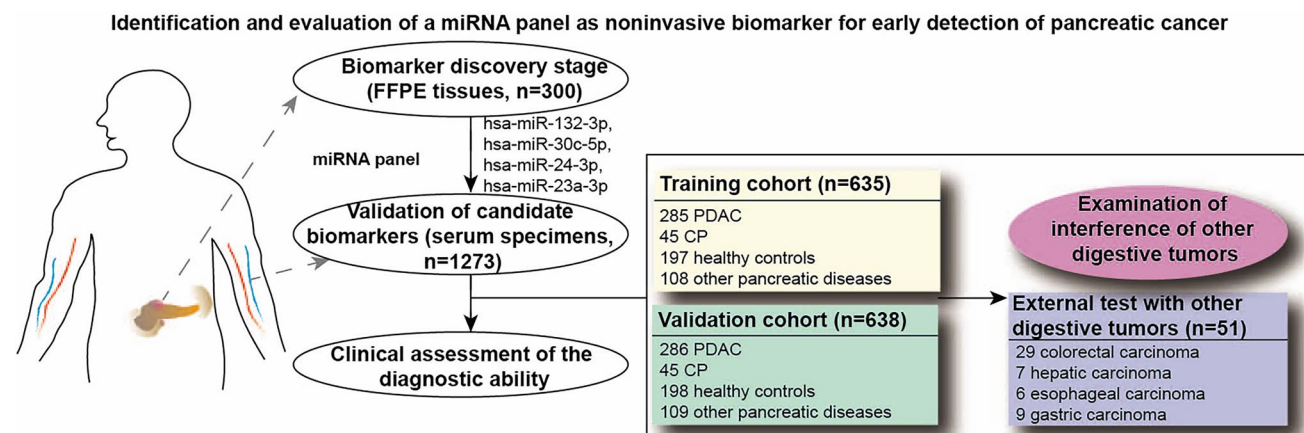 Identification and evaluation of a miRNA panel as noninvasive biomarker for early detection of pancreatic cancer
Biomarker discovery stage
(FFPE tissues, n=300)
miRNA panel
hsa-miR-132-3p,
hsa-miR-30c-5p,
hsa-miR-24-3p,
hsa-miR-23a-3p
Validation of candidate
biomarkers (serum specimens,
n=1273)
Clinical assessment of the
diagnostic ability
Training cohort (n=635)
285 PDAC
45 CP
197 healthy controls
108 other pancreatic diseases
Validation cohort (n=638)
286 PDAC
45 CP
198 healthy controls
109 other pancreatic diseases
Examination of
interference of other
digestive tumors
External test with other
digestive tumors (n=51)
29 colorectal carcinoma
7 hepatic carcinoma
6 esophageal carcinoma
9 gastric carcinoma